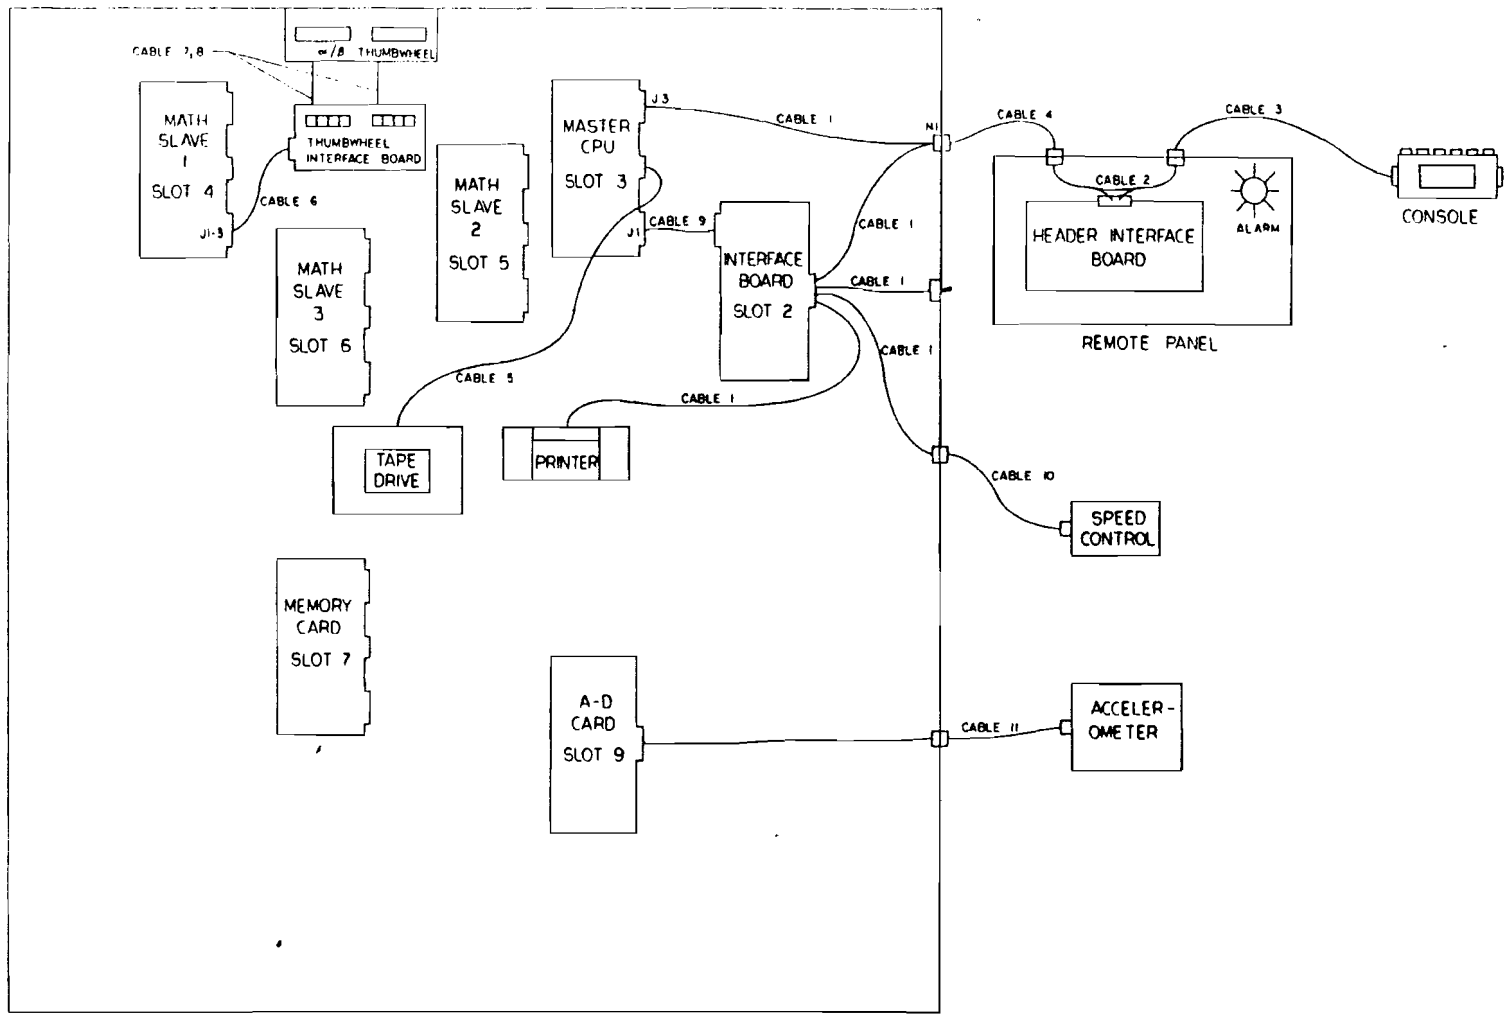 ∝/β THUMBWHEEL
CABLE 7,8
MATH
SLAVE
1
SLOT 4
J1-3
THUMBWHEEL
INTERFACE BOARD
CABLE 6
MATH
SLAVE
2
SLOT 5
MATH
SLAVE
3
SLOT 6
MASTER
CPU
SLOT 3
J3
J1
CABLE 1
CABLE 9
INTERFACE
BOARD
SLOT 2
CABLE 1
CABLE 1
CABLE 1
CABLE 1
CABLE 5
TAPE
DRIVE
PRINTER
CABLE 4
CABLE 3
CABLE 2
HEADER INTERFACE
BOARD
ALARM
REMOTE PANEL
CONSOLE
CABLE 10
SPEED
CONTROL
MEMORY
CARD
SLOT 7
A-D
CARD
SLOT 9
CABLE 11
ACCELER-
OMETER